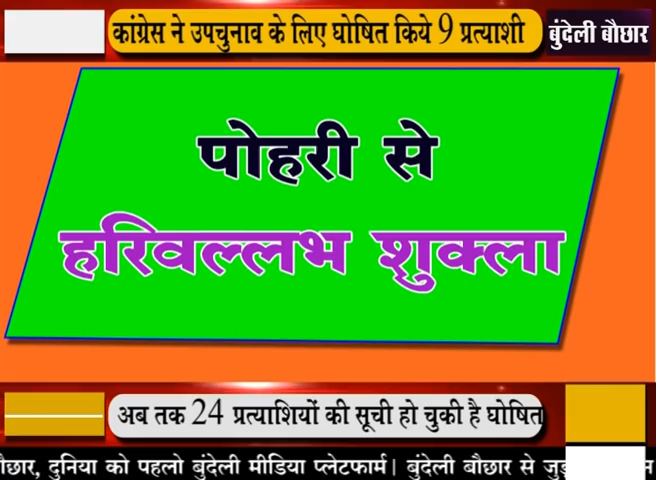 कांग्रेस ने उपचुनाव के लिए घोषित किये 9 प्रत्याशी
बुंदेली बौछार
पोहरी से
हरिवल्लभ शुक्ला
अब तक 24 प्रत्याशियों की सूची हो चुकी है घोषित
दुनिया को पहलो बुंदेली मीडिया प्लेटफार्म| बुंदेली बौछार से